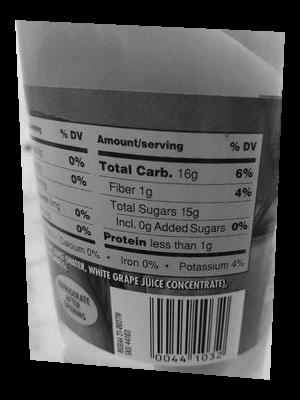 % DV
Amount/serving % DV
0% Total Carb. 16g 6%
0% Fiber 1g 4%
Total Sugars 15g
0% Incl. 0g Added Sugars 0%
0% Protein less than 1g
Calcium 0% • Iron 0% • Potassium 4%
WATER, WHITE GRAPE JUICE CONCENTRATE),
REFRIGERATE
AFTER
OPENING
0044 1032